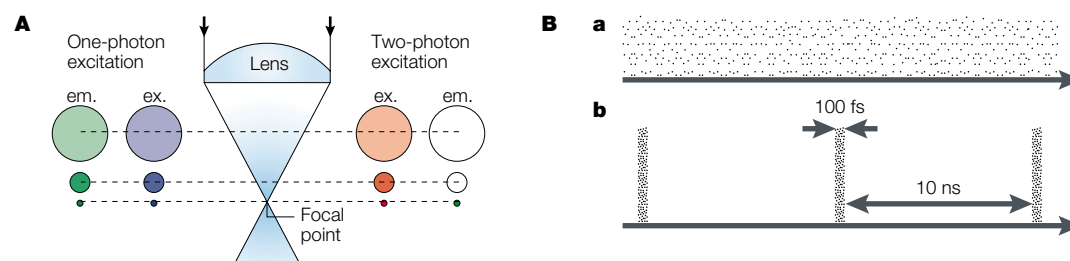 A
One-photon
excitation
em.
ex.
Lens
Two-photon
excitation
ex.
em.
Focal
point
B
a
b
100 fs
10 ns